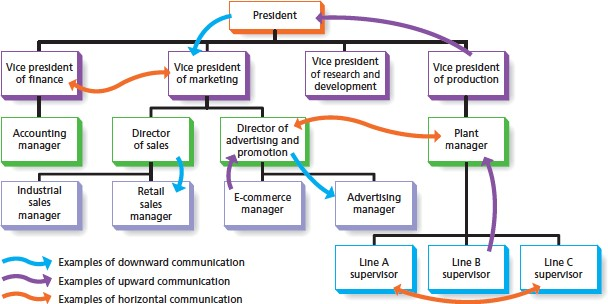 President
Vice president
of finance
Vice president
of marketing
Vice president
of research and
development
Vice president
of production
Accounting
manager
Director
of sales
Director of
advertising and
promotion
Plant
manager
Industrial
sales
manager
Retail
sales
manager
E-commerce
manager
Advertising
manager
Line A
supervisor
Line B
supervisor
Line C
supervisor
Examples of downward communication
Examples of upward communication
Examples of horizontal communication